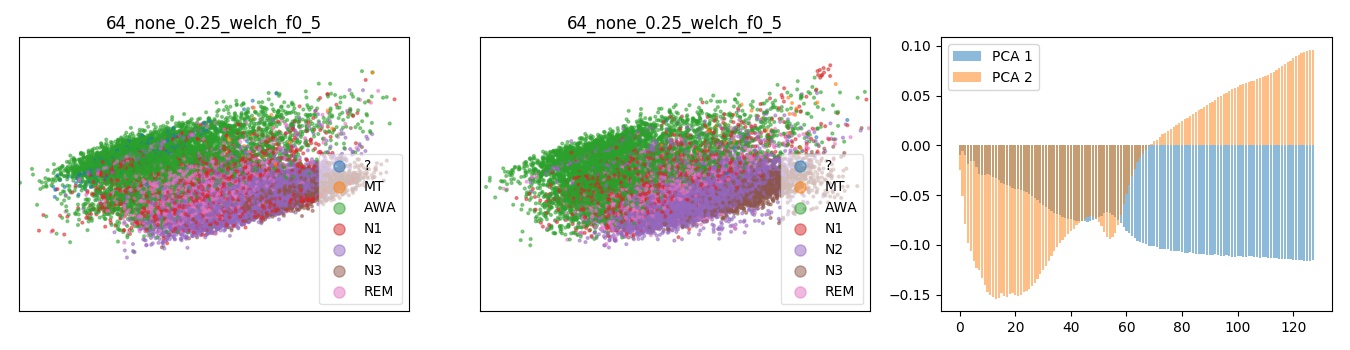 64_none_0.25_welch_f0_5
?
MT
AWA
N1
N2
N3
REM
64_none_0.25_welch_f0_5
?
MT
AWA
N1
N2
N3
REM
PCA 1
PCA 2
0.10
0.05
0.00
−0.05
−0.10
−0.15
0 20 40 60 80 100 120